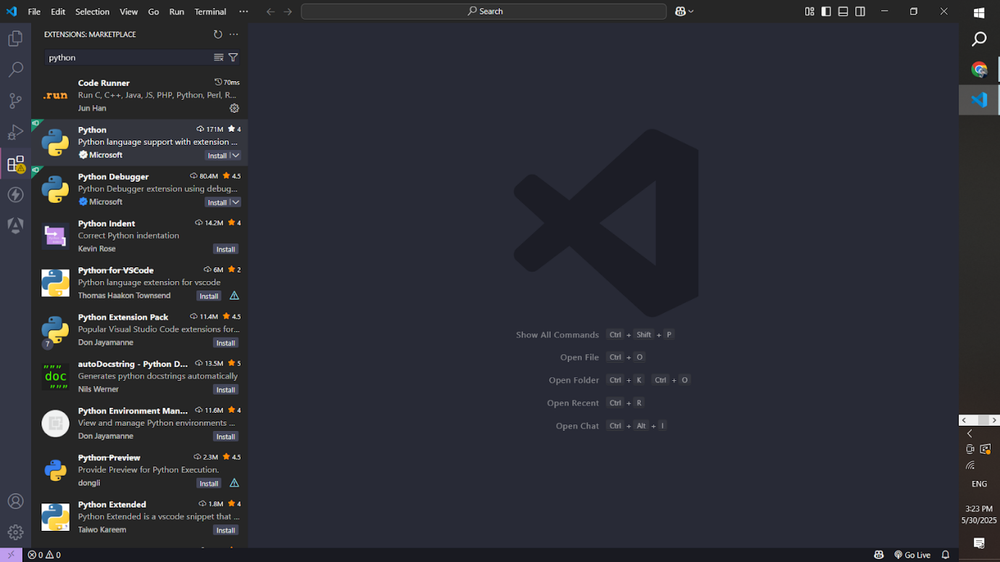 File Edit Selection View Go Run Terminal ···
Search
EXTENSIONS: MARKETPLACE
python
.run
Code Runner 70ms
Run C, C++, Java, JS, PHP, Python, Perl, R...
Jun Han
Python 171M 4
Python language support with extension ...
Microsoft Install
Python Debugger 80.4M 4.5
Python Debugger extension using debug...
Microsoft Install
Python Indent 14.2M 4
Correct Python indentation
Kevin Rose Install
Python for VSCode 6M 2
Python language extension for vscode
Thomas Haakon Townsend Install
Python Extension Pack 11.4M 4.5
Popular Visual Studio Code extensions for...
7
Don Jayamanne Install
"""
doc
"""
autoDocstring - Python D... 13.5M 5
Generates python docstrings automatically
Nils Werner Install
Python Environment Man... 11.6M 4
View and manage Python environments ...
Don Jayamanne Install
Python Preview 2.3M 4.5
Provide Preview for Python Execution.
dongli Install
Python Extended 1.8M 4
Python Extended is a vscode snippet that ...
Taiwo Kareem Install
Show All Commands Ctrl + Shift + P
Open File Ctrl + O
Open Folder Ctrl + K Ctrl + O
Open Recent Ctrl + R
Open Chat Ctrl + Alt + I
0 0
Go Live
ENG
3:23 PM
5/30/2025